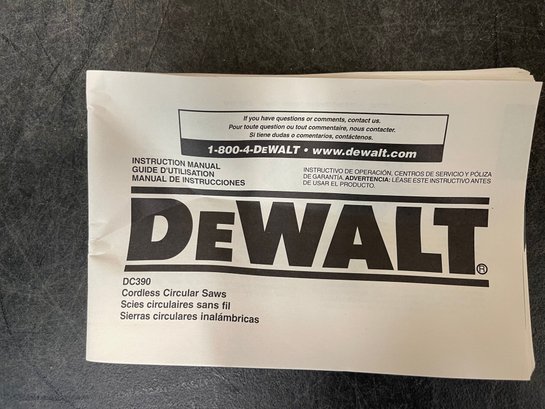 If you have questions or comments, contact us.
Pour toute question ou tout commentaire, nous contacter.
Si tiene dudas o comentarios, contáctenos.
1-800-4-DEWALT • www.dewalt.com
INSTRUCTION MANUAL
GUIDE D'UTILISATION
MANUAL DE INSTRUCCIONES
INSTRUCTIVO DE OPERACIÓN, CENTROS DE SERVICIO Y PÓLIZA
DE GARANTÍA. ADVERTENCIA: LÉASE ESTE INSTRUCTIVO ANTES
DE USAR EL PRODUCTO.
DEWALT®
DC390
Cordless Circular Saws
Scies circulaires sans fil
Sierras circulares inalámbricas